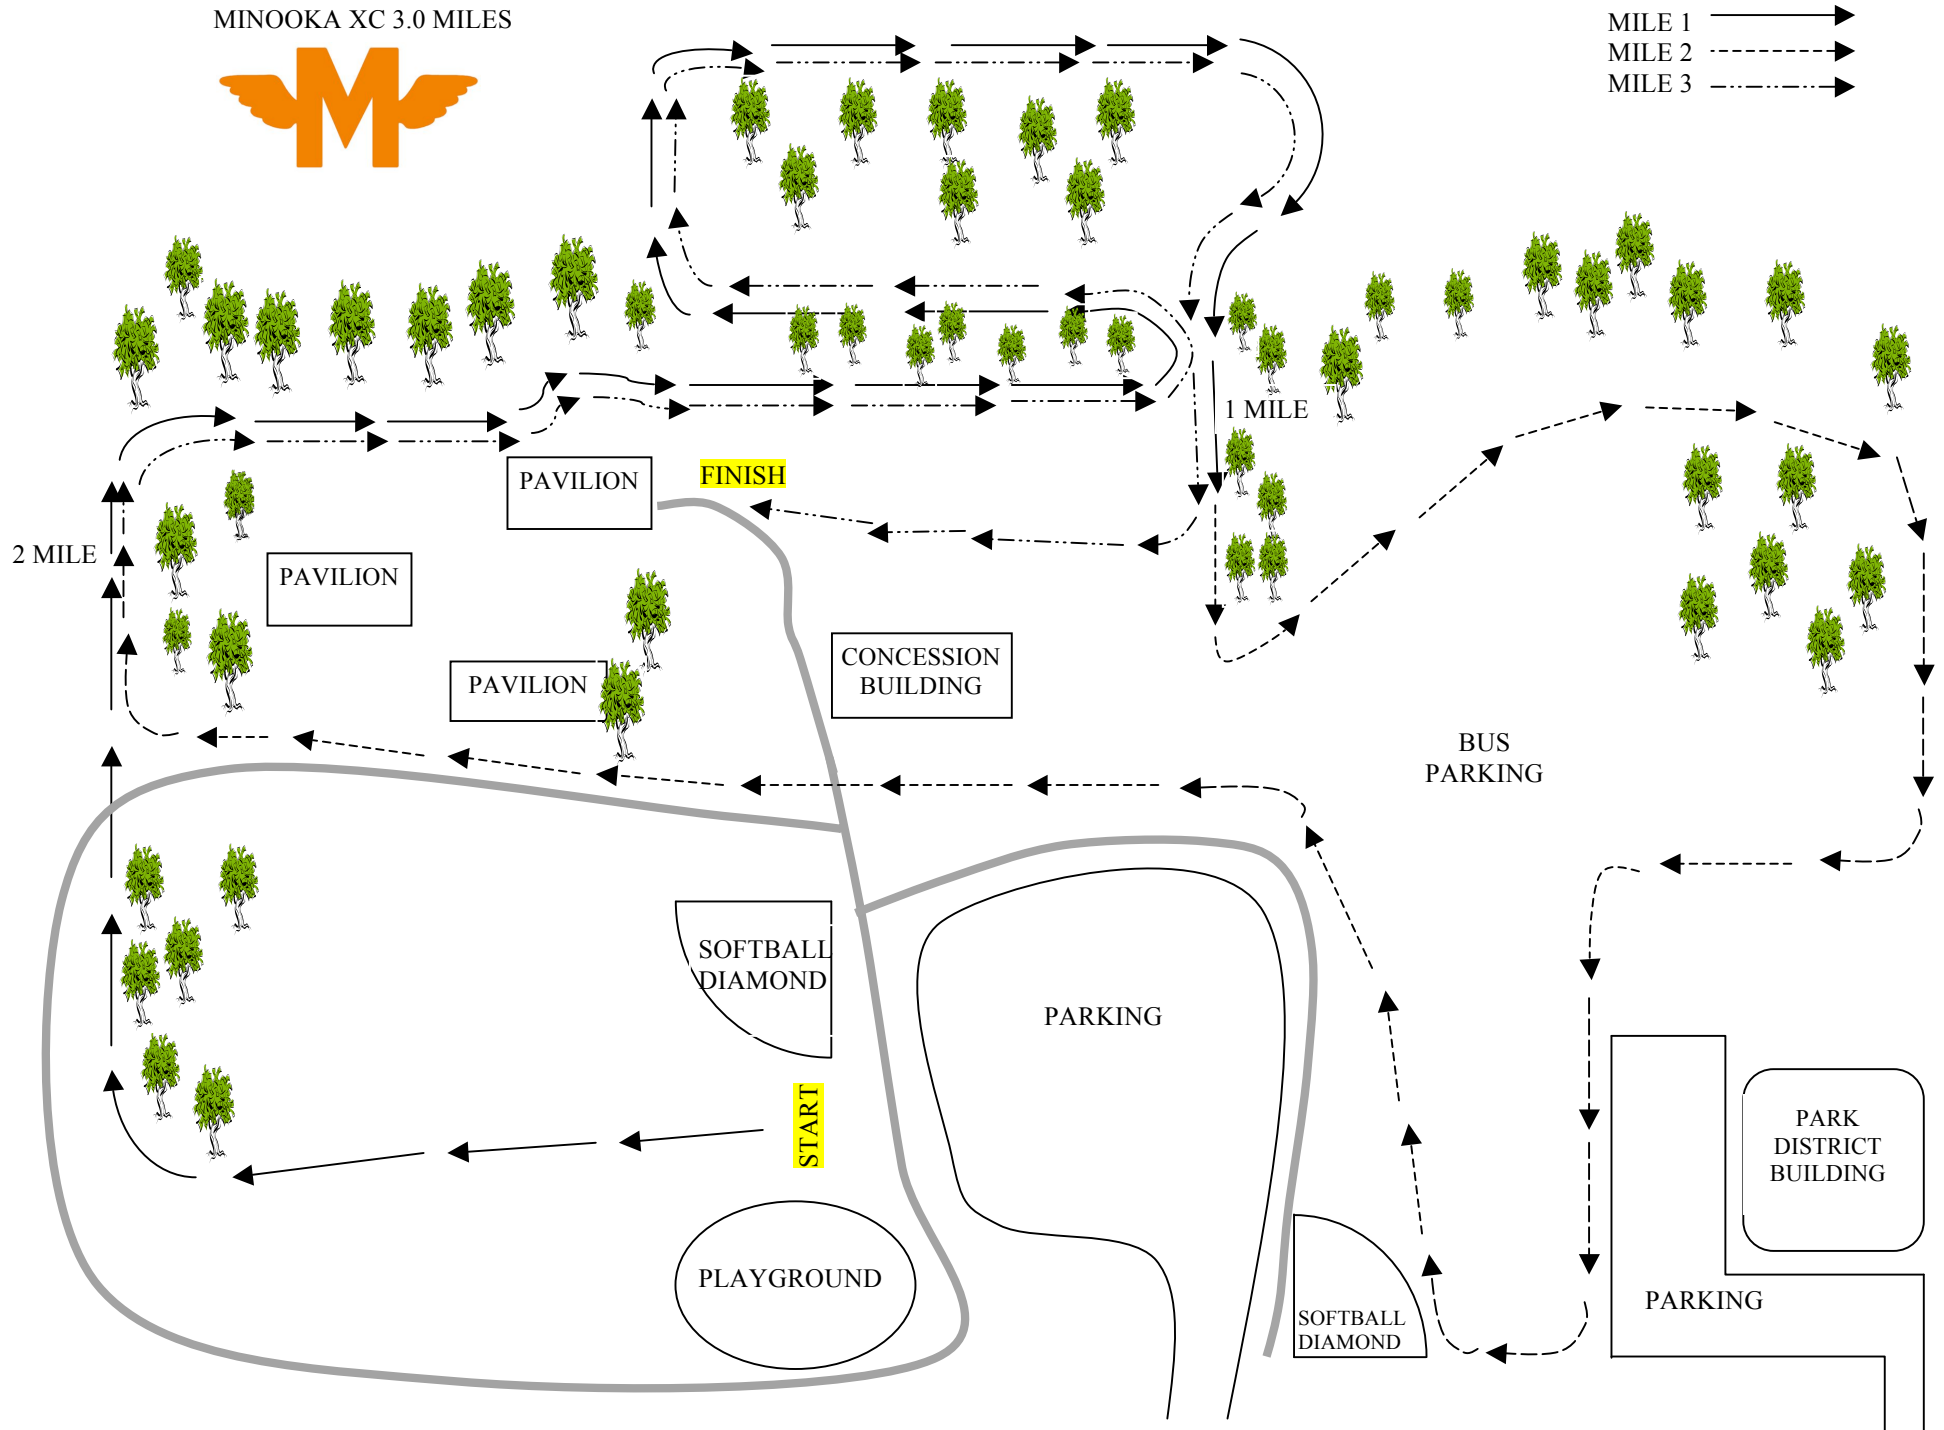 MINOOKA XC 3.0 MILES
M
MILE 1
MILE 2
MILE 3
1 MILE
PAVILION
FINISH
2 MILE
PAVILION
PAVILION
CONCESSION
BUILDING
BUS
PARKING
SOFTBALL
DIAMOND
PARKING
START
PARK
DISTRICT
BUILDING
PLAYGROUND
PARKING
SOFTBALL
DIAMOND